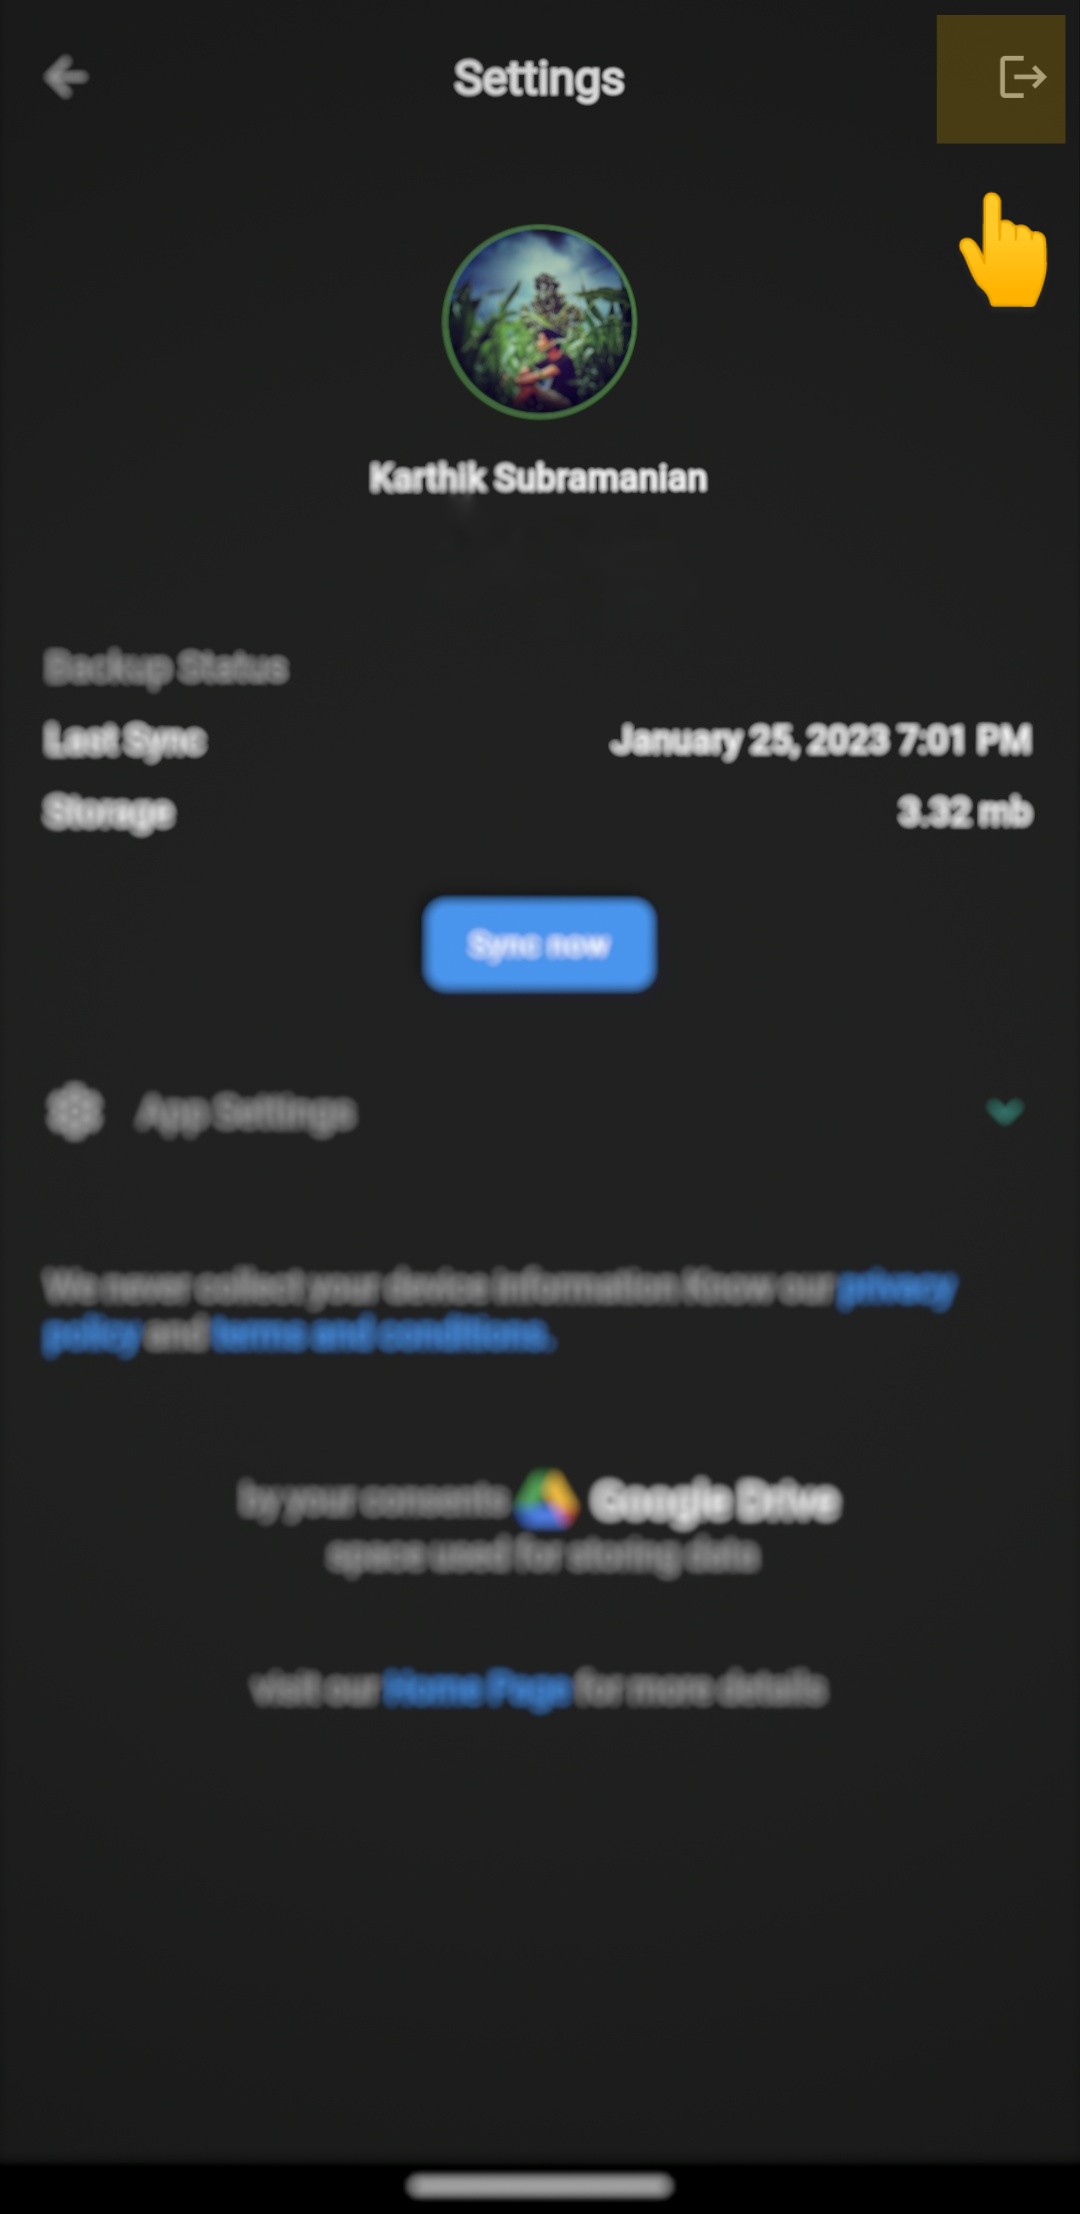 Settings
Karthik Subramanian
Backup Status
Last Sync January 25, 2023 7:01 PM
Storage 3.32 mb
Sync now
App Settings
We never collect your device information Know our privacy
policy and terms and conditions.
by your consents Google Drive
space used for storing data
visit our Home Page for more details